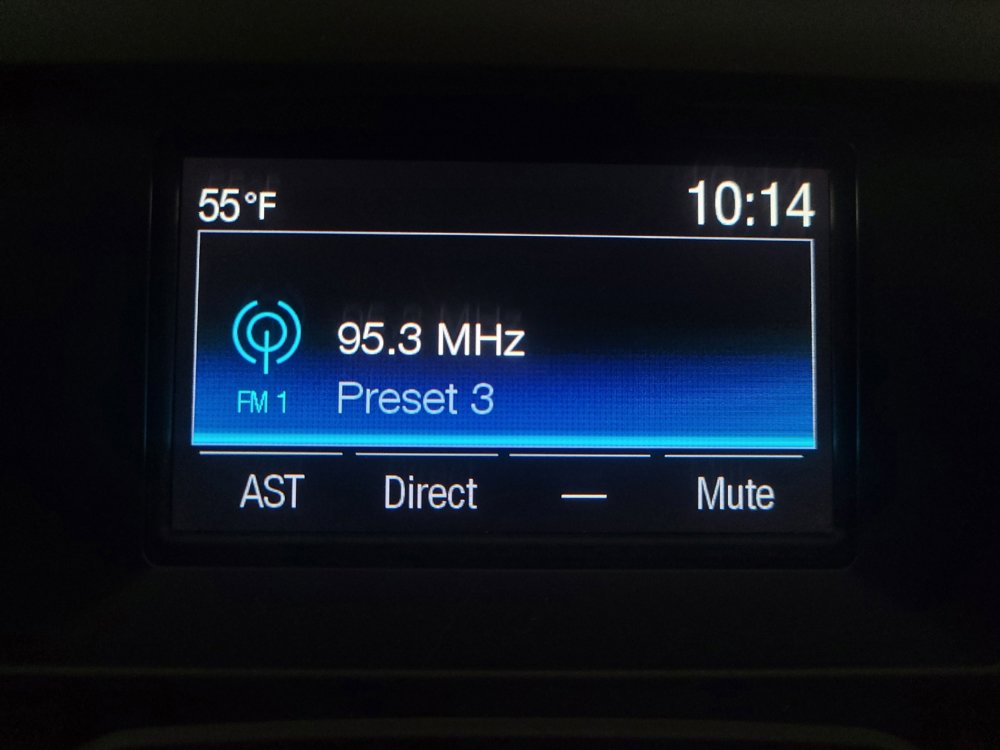 55°F 10:14
95.3 MHz
FM 1 Preset 3
AST Direct — Mute